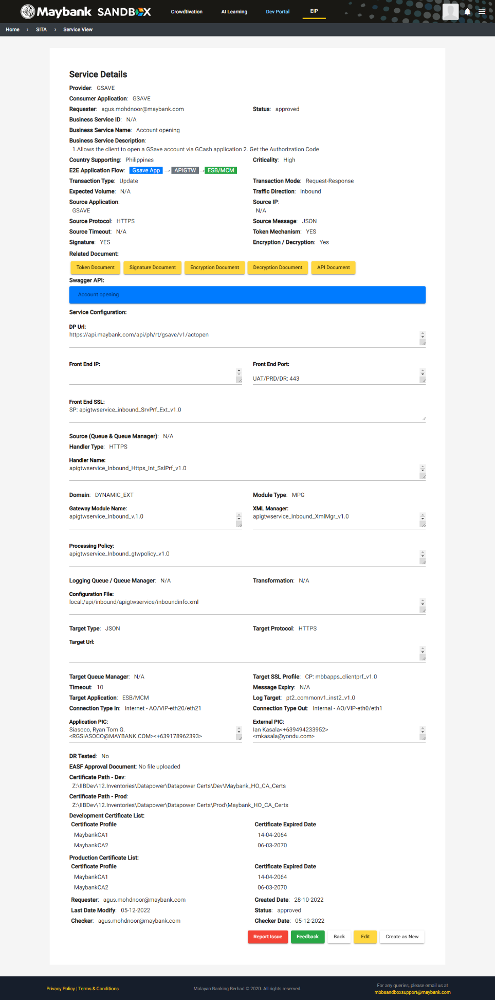 Maybank SANDBOX Crowdtivation AI Learning Dev Portal EIP
Home › SITA › Service View
Service Details
Provider: GSAVE
Consumer Application: GSAVE
Requester: agus.mohdnoor@maybank.com Status: approved
Business Service ID: N/A
Business Service Name: Account opening
Business Service Description:
1.Allows the client to open a GSave account via GCash application 2. Get the Authorization Code
Country Supporting: Philippines Criticality: High
E2E Application Flow: Gsave App → APIGTW → ESB/MCM
Transaction Type: Update Transaction Mode: Request-Response
Expected Volume: N/A Traffic Direction: Inbound
Source Application: Source IP:
GSAVE N/A
Source Protocol: HTTPS Source Message: JSON
Source Timeout: N/A Token Mechanism: YES
Signature: YES Encryption / Decryption: Yes
Related Document:
Token Document Signature Document Encryption Document Decryption Document API Document
Swagger API:
Account opening
Service Configuration:
DP Url:
https://api.maybank.com/api/ph/rt/gsave/v1/actopen
Front End IP: Front End Port:
UAT/PRD/DR: 443
Front End SSL:
SP: apigtwservice_inbound_SrvPrf_Ext_v1.0
Source (Queue & Queue Manager): N/A
Handler Type: HTTPS
Handler Name:
apigtwservice_Inbound_Https_Int_SslPrf_v1.0
Domain: DYNAMIC_EXT Module Type: MPG
Gateway Module Name: XML Manager:
apigtwservice_Inbound_v.1.0 apigtwservice_Inbound_XmlMgr_v1.0
Processing Policy:
apigtwservice_Inbound_gtwpolicy_v1.0
Logging Queue / Queue Manager: N/A Transformation: N/A
Configuration File:
local:/api/inbound/apigtwservice/inboundinfo.xml
Target Type: JSON Target Protocol: HTTPS
Target Url:
Target Queue Manager: N/A Target SSL Profile: CP: mbbapps_clientprf_v1.0
Timeout: 10 Message Expiry: N/A
Target Application: ESB/MCM Log Target: pt2_commonv1_inst2_v1.0
Connection Type In: Internet - AO/VIP-eth20/eth21 Connection Type Out: Internal - AO/VIP-eth0/eth1
Application PIC: External PIC:
Siasoco, Ryan Tom G. Ian Kasala<+639494233952>
<RGSIASOCO@MAYBANK.COM><+639178962393> <mkasala@yondu.com>
DR Tested: No
EASF Approval Document: No file uploaded
Certificate Path - Dev:
Z:\IIBDev\12.Inventories\Datapower\Datapower Certs\Dev\Maybank_HO_CA_Certs
Certificate Path - Prod:
Z:\IIBDev\12.Inventories\Datapower\Datapower Certs\Prod\Maybank_HO_CA_Certs
Development Certificate List:
Certificate Profile Certificate Expired Date
MaybankCA1 14-04-2064
MaybankCA2 06-03-2070
Production Certificate List:
Certificate Profile Certificate Expired Date
MaybankCA1 14-04-2064
MaybankCA2 06-03-2070
Requester: agus.mohdnoor@maybank.com Created Date: 28-10-2022
Last Date Modify: 05-12-2022 Status: approved
Checker: agus.mohdnoor@maybank.com Checker Date: 05-12-2022
Report Issue Feedback Back Edit Create as New
Privacy Policy | Terms & Conditions Malayan Banking Berhad © 2020. All rights reserved. For any queries, please email us at
mbbsandboxsupport@maybank.com